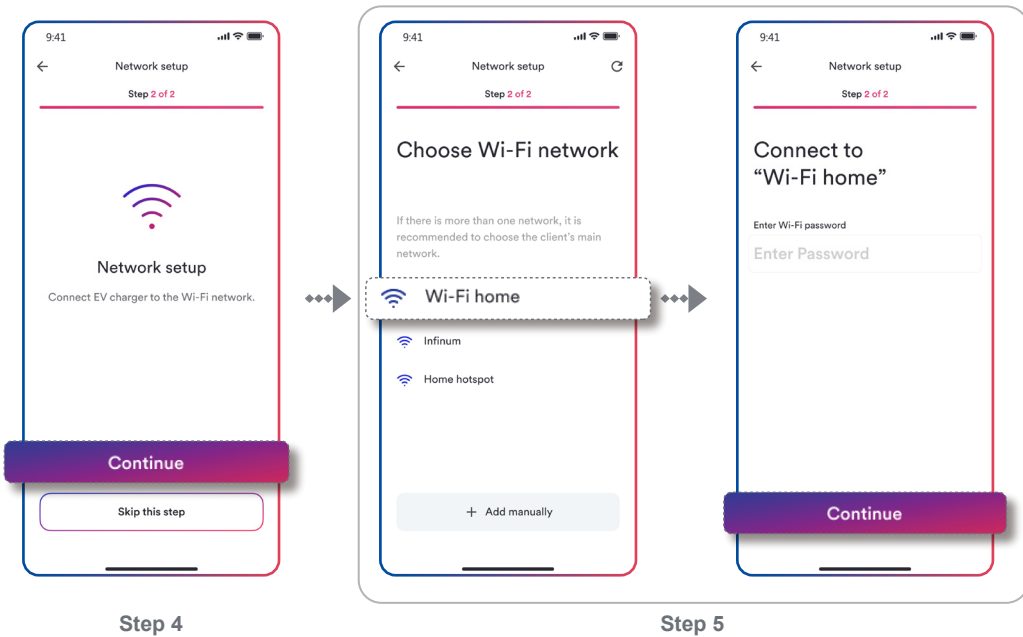 9:41
Network setup
Step 2 of 2
Network setup
Connect EV charger to the Wi-Fi network.
Continue
Skip this step
Step 4
9:41
Network setup
Step 2 of 2
Choose Wi-Fi network
If there is more than one network, it is
recommended to choose the client's main
network.
Wi-Fi home
Infinum
Home hotspot
+ Add manually
9:41
Network setup
Step 2 of 2
Connect to
“Wi-Fi home”
Enter Wi-Fi password
Enter Password
Continue
Step 5